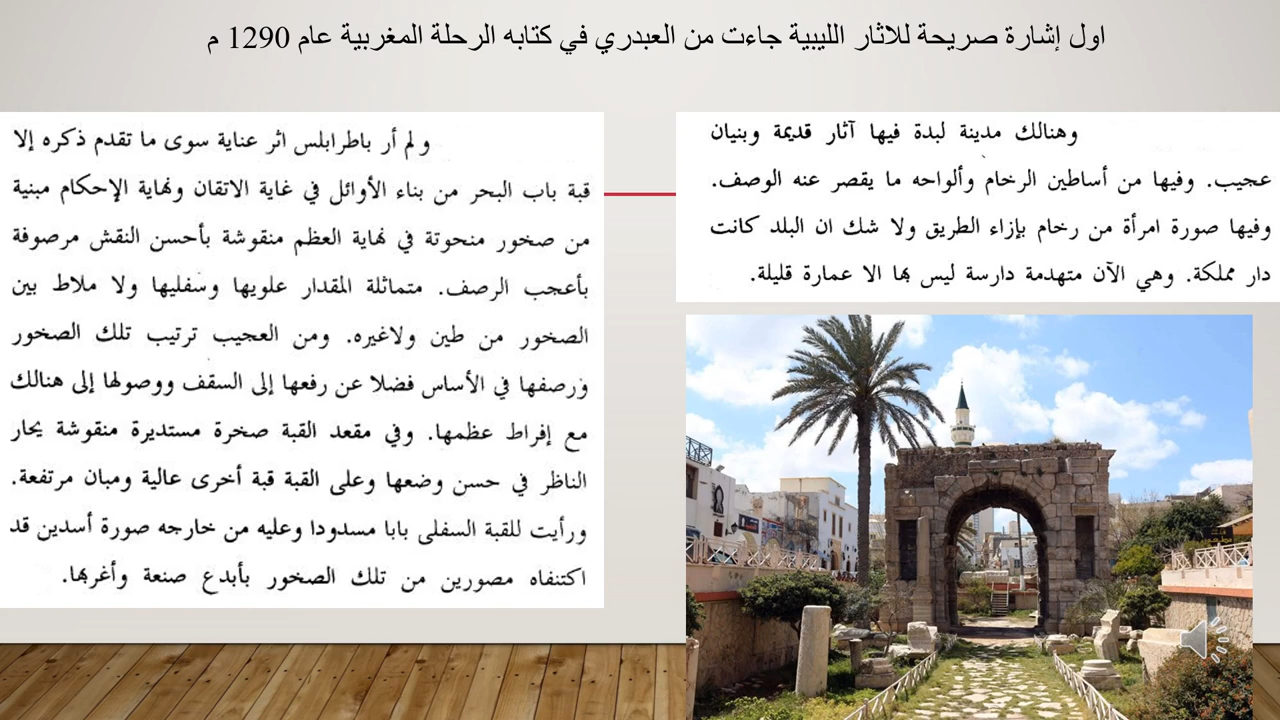 اول إشارة صريحة للاثار الليبية جاءت من العبدري في كتابه الرحلة المغربية عام 1290 م
وهنالك مدينة لبدة فيها آثار قديمة وبنيان
عجيب. وفيها من أساطين الرخام وألواحه ما يقصر عنه الوصف.
وفيها صورة امرأة من رخام بإزاء الطريق ولا شك ان البلد كانت
دار مملكة. وهي الآن متهدمة دارسة ليس بها الا عمارة قليلة.
ولم أر باطرابلس اثر عناية سوى ما تقدم ذكره إلا
قبة باب البحر من بناء الأوائل في غاية الاتقان ونهاية الإحكام مبنية
من صخور منحوتة في نهاية العظم منقوشة بأحسن النقش مرصوفة
بأعجب الرصف. متماثلة المقدار علويها وسفليها ولا ملاط بين
الصخور من طين ولاغيره. ومن العجيب ترتيب تلك الصخور
ورصفها في الأساس فضلا عن رفعها إلى السقف ووصولها إلى هنالك
مع إفراط عظمها. وفي مقعد القبة صخرة مستديرة منقوشة يحار
الناظر في حسن وضعها وعلى القبة قبة أخرى عالية ومبان مرتفعة.
ورأيت للقبة السفلى بابا مسدودا وعليه من خارجه صورة أسدين قد
اكتنفاه مصورين من تلك الصخور بأبدع صنعة وأغربها.